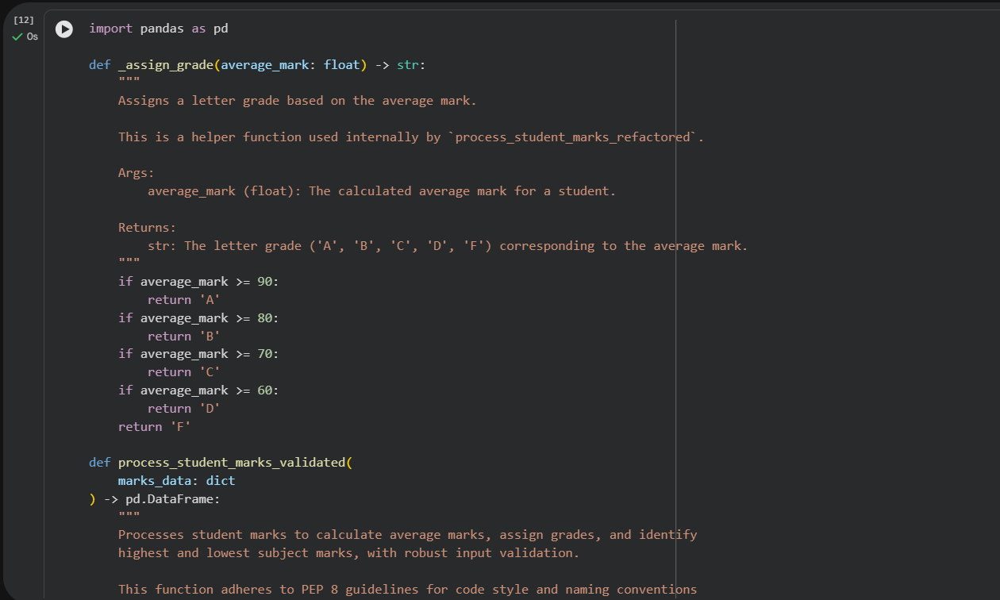 [12]
0s
import pandas as pd
def _assign_grade(average_mark: float) -> str:
"""
Assigns a letter grade based on the average mark.
This is a helper function used internally by `process_student_marks_refactored`.
Args:
average_mark (float): The calculated average mark for a student.
Returns:
str: The letter grade ('A', 'B', 'C', 'D', 'F') corresponding to the average mark.
"""
if average_mark >= 90:
return 'A'
if average_mark >= 80:
return 'B'
if average_mark >= 70:
return 'C'
if average_mark >= 60:
return 'D'
return 'F'
def process_student_marks_validated(
marks_data: dict
) -> pd.DataFrame:
"""
Processes student marks to calculate average marks, assign grades, and identify
highest and lowest subject marks, with robust input validation.
This function adheres to PEP 8 guidelines for code style and naming conventions